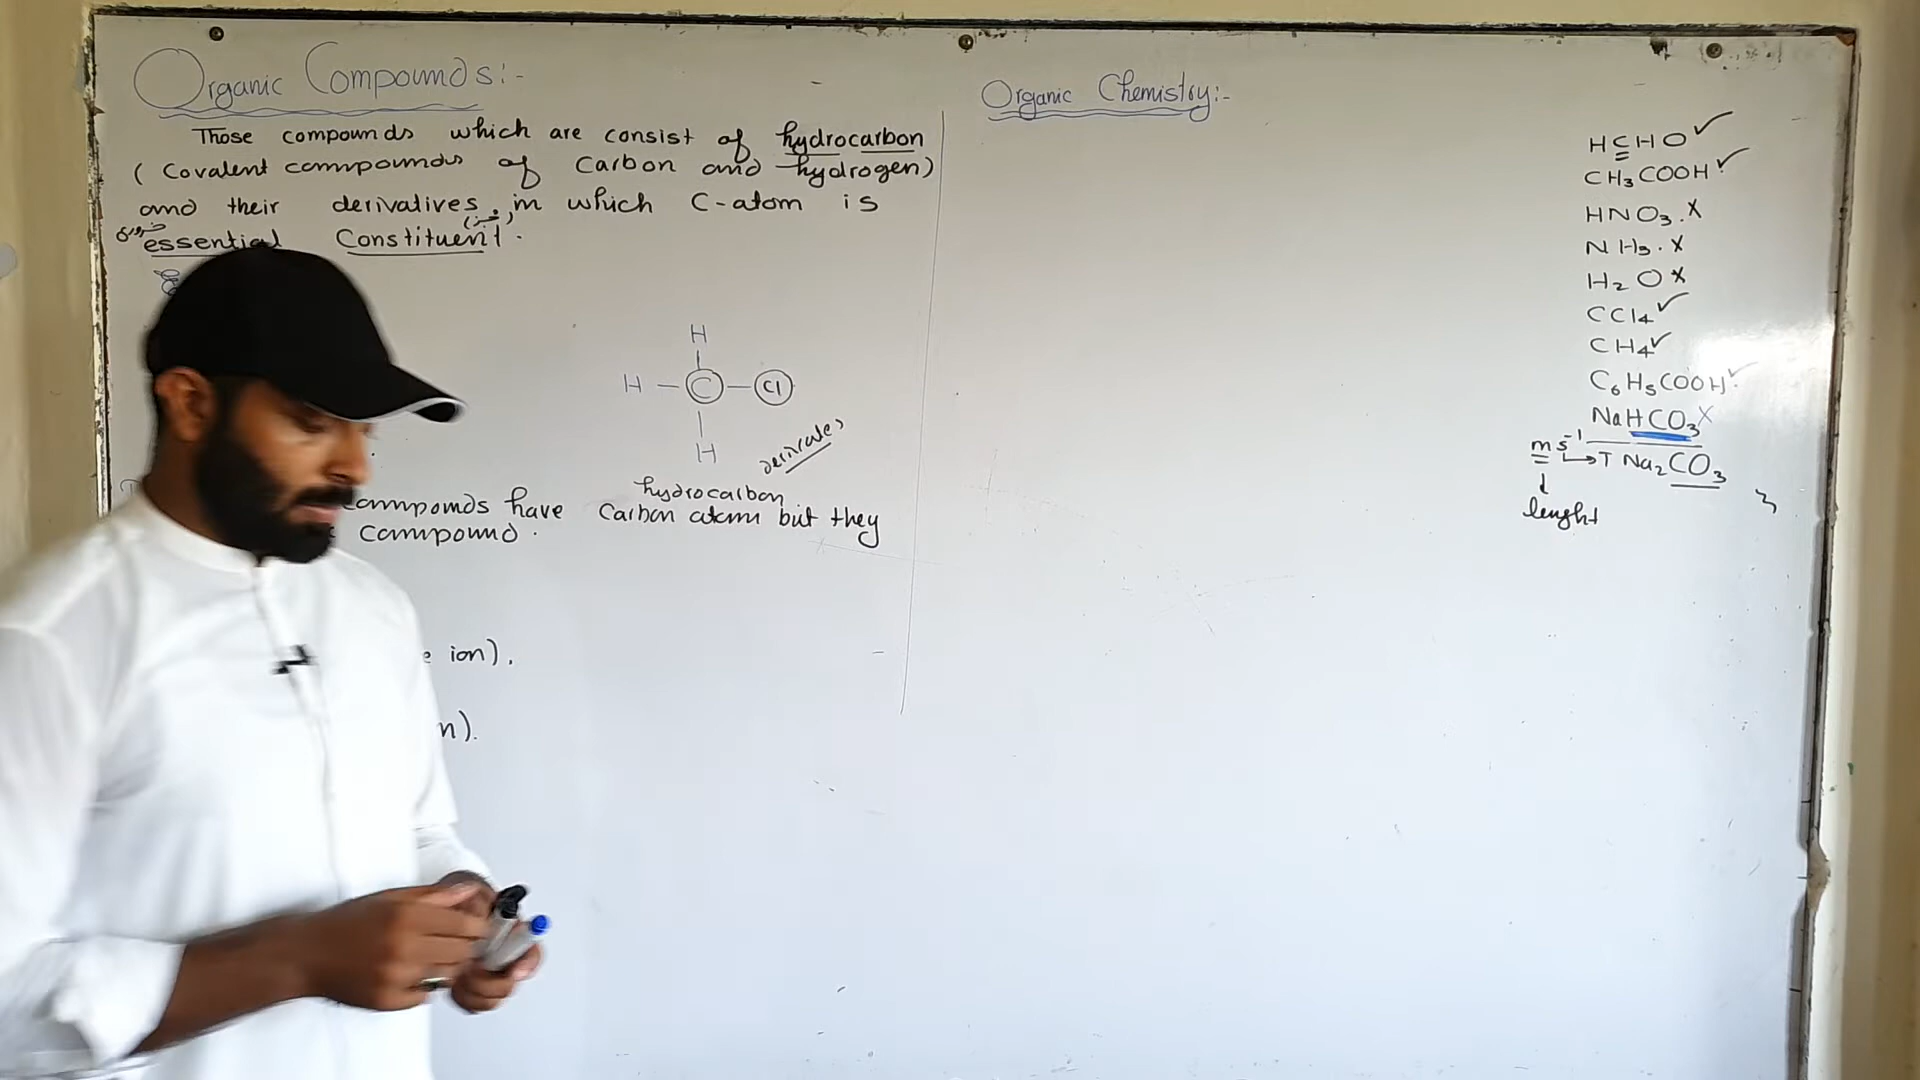 Organic Compounds:-
Those compounds which are consist of hydrocarbon
( Covalent compounds of Carbon and hydrogen)
and their derivatives, in which C-atom is
essential Constituent.
H
H - C - Cl
H
derivates
hydrocarbon
compounds have Carbon atom but they
compound.
ion).
n).
Organic Chemistry:-
HCHO ✓
CH3COOH ✓
HNO3. X
NH3. X
H2O X
CCl4 ✓
CH4 ✓
C6H5COOH ✓
NaHCO3 X
m s-1
T Na2CO3
lenght